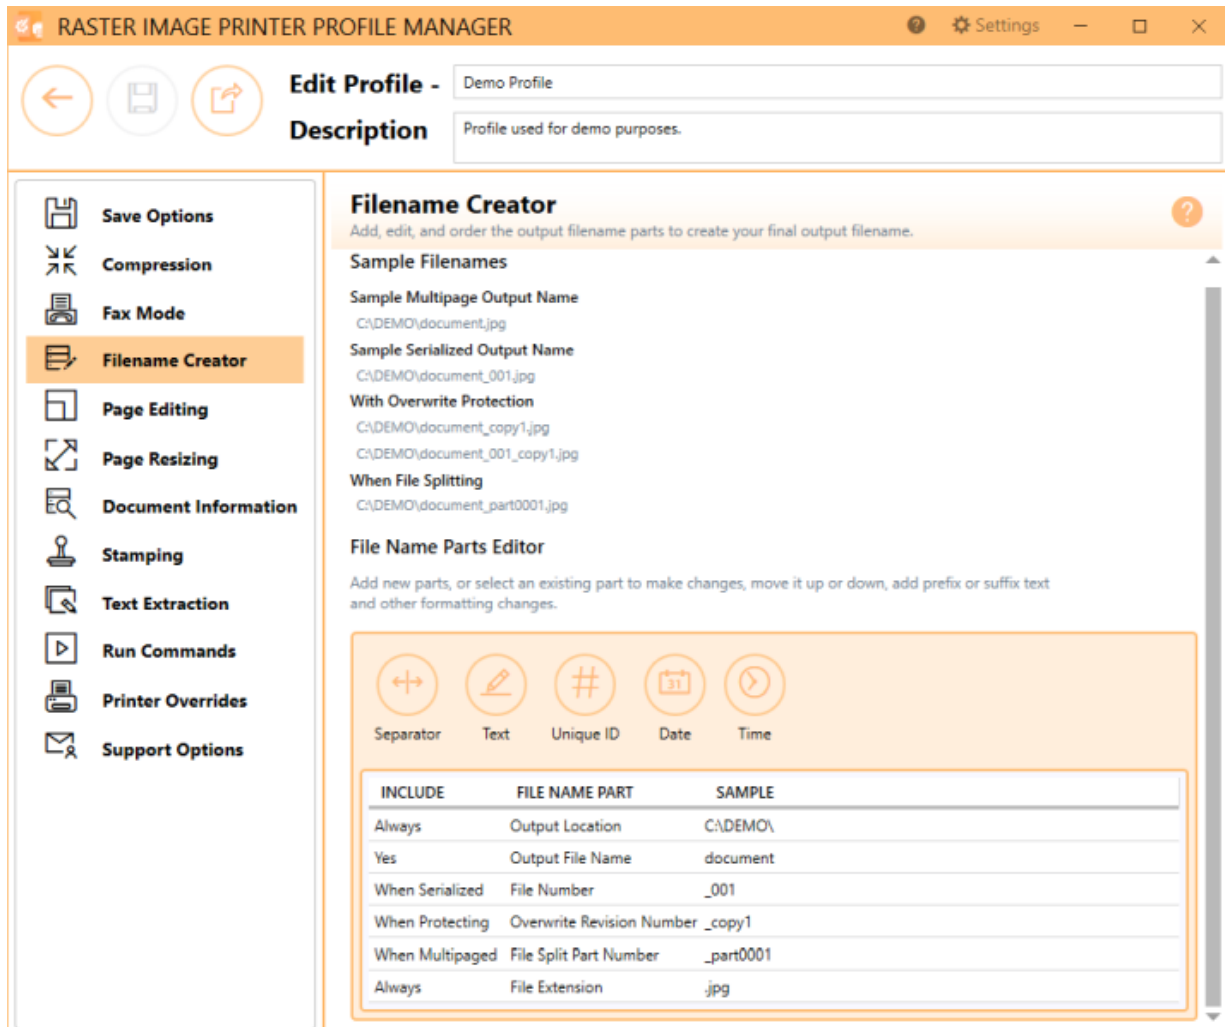 RASTER IMAGE PRINTER PROFILE MANAGER
? Settings
Edit Profile - Demo Profile
Description Profile used for demo purposes.
Save Options
Compression
Fax Mode
Filename Creator
Page Editing
Page Resizing
Document Information
Stamping
Text Extraction
Run Commands
Printer Overrides
Support Options
Filename Creator
?
Add, edit, and order the output filename parts to create your final output filename.
Sample Filenames
Sample Multipage Output Name
C:\DEMO\document.jpg
Sample Serialized Output Name
C:\DEMO\document_001.jpg
With Overwrite Protection
C:\DEMO\document_copy1.jpg
C:\DEMO\document_001_copy1.jpg
When File Splitting
C:\DEMO\document_part0001.jpg
File Name Parts Editor
Add new parts, or select an existing part to make changes, move it up or down, add prefix or suffix text
and other formatting changes.
# 31
Separator Text Unique ID Date Time
INCLUDE FILE NAME PART SAMPLE
Always Output Location C:\DEMO\
Yes Output File Name document
When Serialized File Number _001
When Protecting Overwrite Revision Number _copy1
When Multipaged File Split Part Number _part0001
Always File Extension .jpg